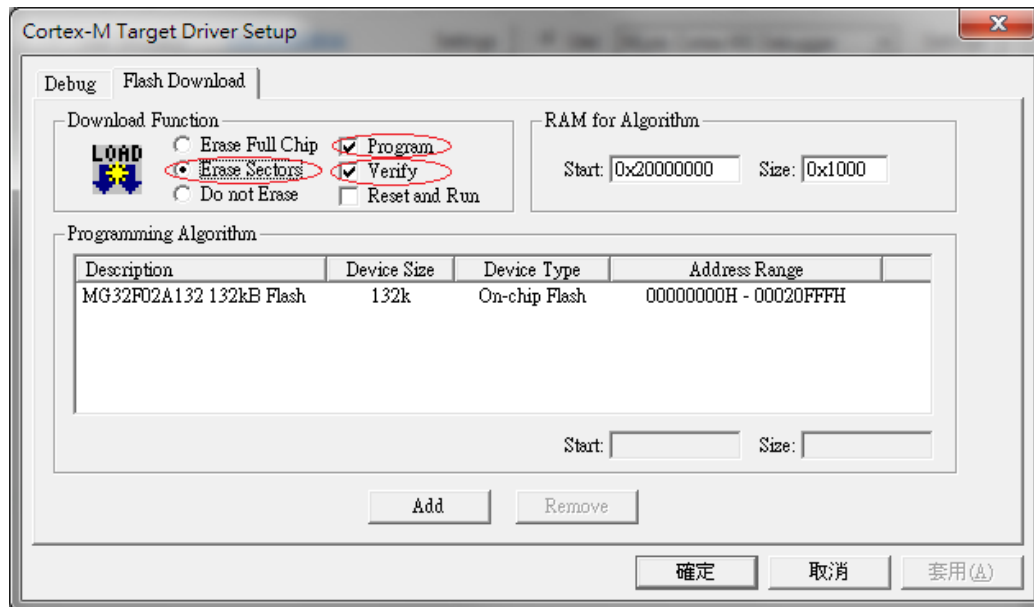 Cortex-M Target Driver Setup
Debug
Flash Download
Download Function
LOAD
Erase Full Chip
Program
Erase Sectors
Verify
Do not Erase
Reset and Run
RAM for Algorithm
Start: 0x20000000 Size: 0x1000
Programming Algorithm
Description Device Size Device Type Address Range
MG32F02A132 132kB Flash 132k On-chip Flash 00000000H - 00020FFFH
Start: Size:
Add Remove
確定 取消 套用(A)